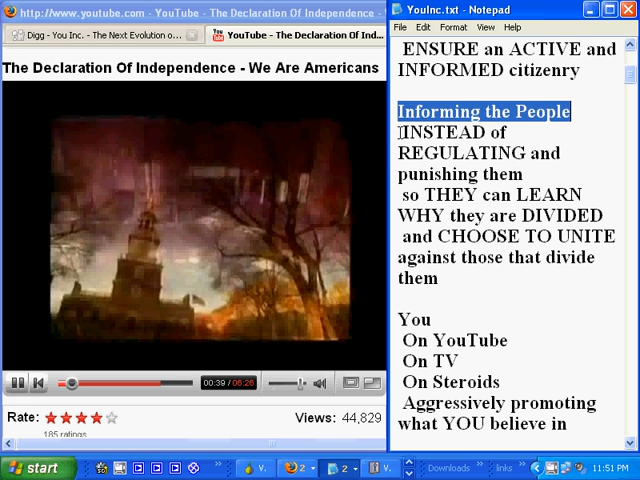 http://www.youtube.com - YouTube - The Declaration Of Independence -
Digg - You Inc. - The Next Evolution o...
YouTube - The Declaration Of Ind...
The Declaration Of Independence - We Are Americans
00:39 / 06:26
Rate:
Views: 44,829
185 ratings
YouInc.txt - Notepad
File Edit Format View Help
ENSURE an ACTIVE and
INFORMED citizenry
Informing the People
INSTEAD of
REGULATING and
punishing them
so THEY can LEARN
WHY they are DIVIDED
and CHOOSE TO UNITE
against those that divide
them
You
On YouTube
On TV
On Steroids
Aggressively promoting
what YOU believe in
start
V.
2
2
V.
Downloads
links
11:51 PM